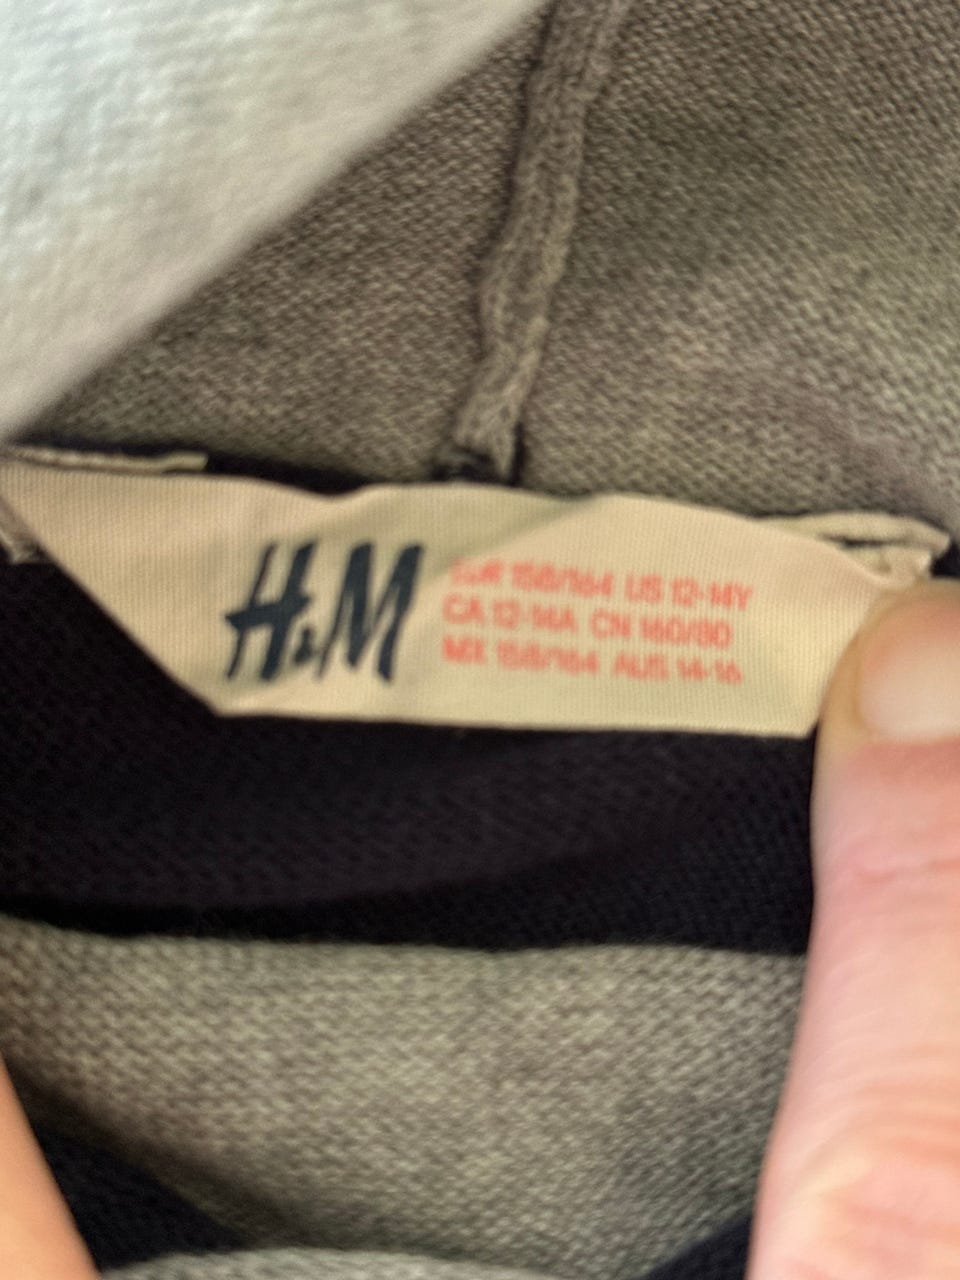 H&M
EUR 158/164 US 12-14Y
CA 12-14A CN 160/80
MX 158/164 AUS 14-16